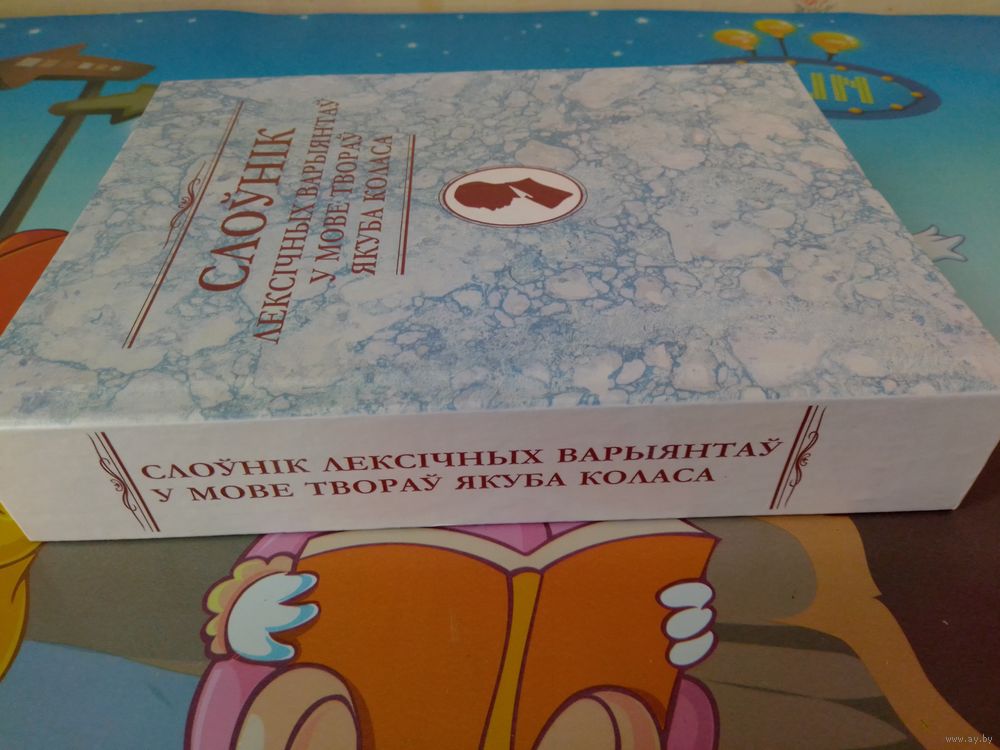 СЛОЎНІК
ЛЕКСІЧНЫХ ВАРЫЯНТАЎ
У МОВЕ ТВОРАЎ
ЯКУБА КОЛАСА
СЛОЎНІК ЛЕКСІЧНЫХ ВАРЫЯНТАЎ
У МОВЕ ТВОРАЎ ЯКУБА КОЛАСА
www.ay.by